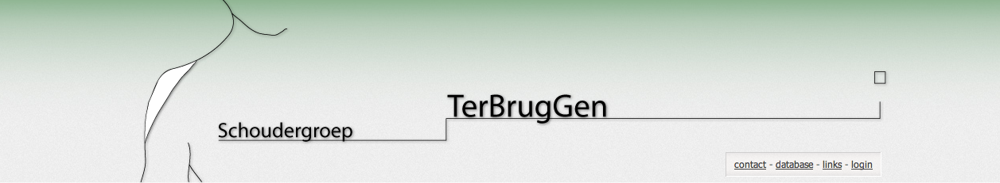 TerBrugGen
Schoudergroep
contact - database - links - login